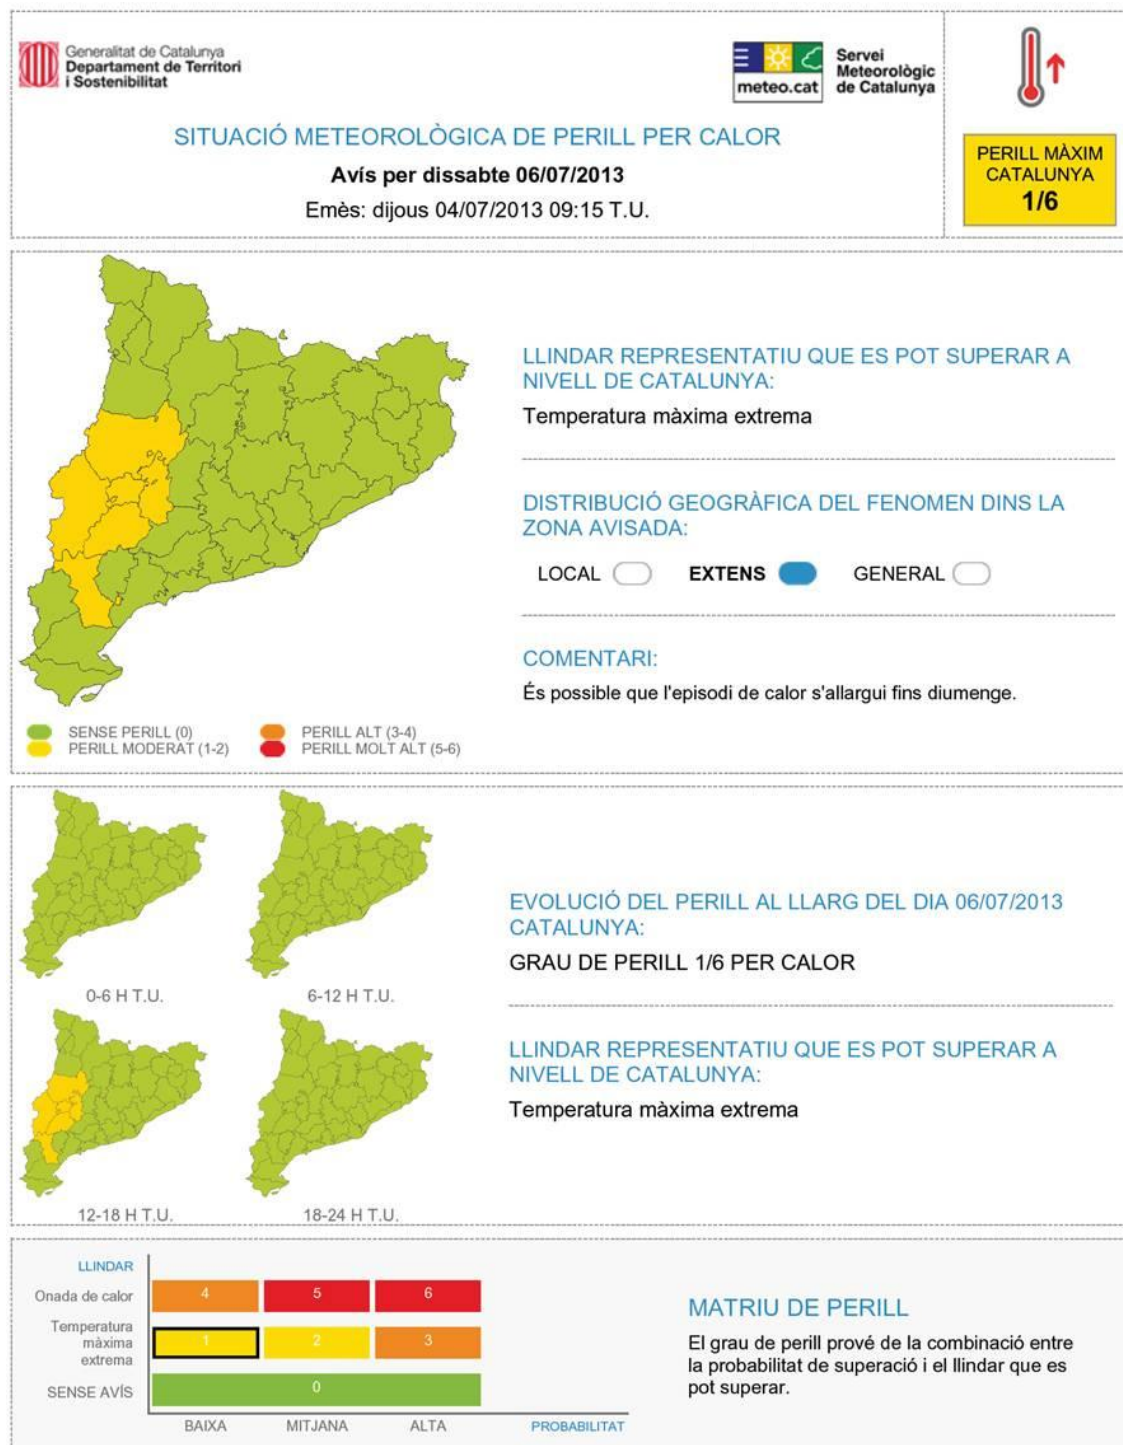 Generalitat de Catalunya
Departament de Territori
i Sostenibilitat
meteo.cat
Servei
Meteorològic
de Catalunya
SITUACIÓ METEOROLÒGICA DE PERILL PER CALOR
Avís per dissabte 06/07/2013
Emès: dijous 04/07/2013 09:15 T.U.
PERILL MÀXIM
CATALUNYA
1/6
LLINDAR REPRESENTATIU QUE ES POT SUPERAR A
NIVELL DE CATALUNYA:
Temperatura màxima extrema
DISTRIBUCIÓ GEOGRÀFICA DEL FENOMEN DINS LA
ZONA AVISADA:
LOCAL EXTENS GENERAL
COMENTARI:
És possible que l'episodi de calor s'allargui fins diumenge.
SENSE PERILL (0) PERILL ALT (3-4)
PERILL MODERAT (1-2) PERILL MOLT ALT (5-6)
0-6 H T.U. 6-12 H T.U.
12-18 H T.U. 18-24 H T.U.
EVOLUCIÓ DEL PERILL AL LLARG DEL DIA 06/07/2013
CATALUNYA:
GRAU DE PERILL 1/6 PER CALOR
LLINDAR REPRESENTATIU QUE ES POT SUPERAR A
NIVELL DE CATALUNYA:
Temperatura màxima extrema
LLINDAR
Onada de calor 4 5 6
Temperatura
màxima
extrema
1 2 3
SENSE AVÍS 0
BAIXA MITJANA ALTA PROBABILITAT
MATRIU DE PERILL
El grau de perill prové de la combinació entre
la probabilitat de superació i el llindar que es
pot superar.